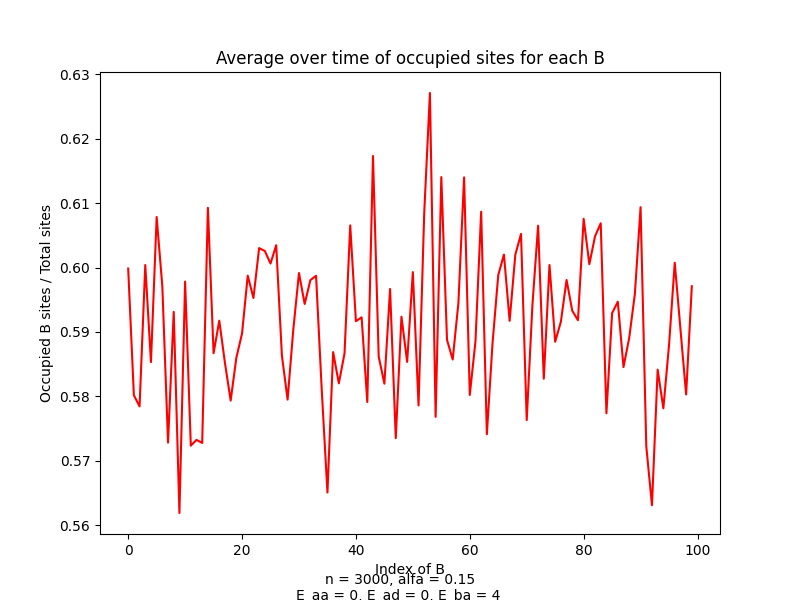 Average over time of occupied sites for each B
Occupied B sites / Total sites
0.63
0.62
0.61
0.60
0.59
0.58
0.57
0.56
0 20 40 60 80 100
Index of B
n = 3000, alfa = 0.15
E_aa = 0, E_ad = 0, E_ba = 4